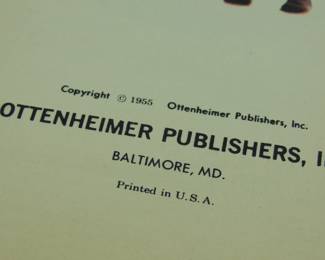 Copyright © 1955 Ottenheimer Publishers, Inc.
OTTENHEIMER PUBLISHERS,
BALTIMORE, MD.
Printed in U.S.A.